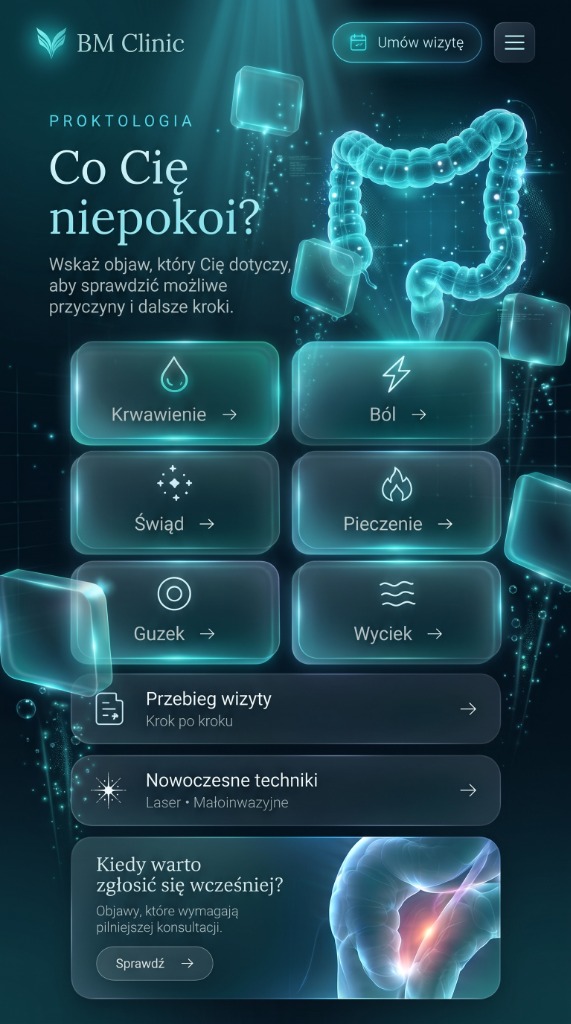 BM Clinic
Umów wizytę
PROKTOLOGIA
Co Cię
niepokoi?
Wskaż objaw, który Cię dotyczy,
aby sprawdzić możliwe
przyczyny i dalsze kroki.
Krwawienie →
Ból →
Świąd →
Pieczenie →
Guzek →
Wyciek →
Przebieg wizyty
Krok po kroku
Nowoczesne techniki
Laser • Małoinwazyjne
Kiedy warto
zgłosić się wcześniej?
Objawy, które wymagają
pilniejszej konsultacji.
Sprawdź →